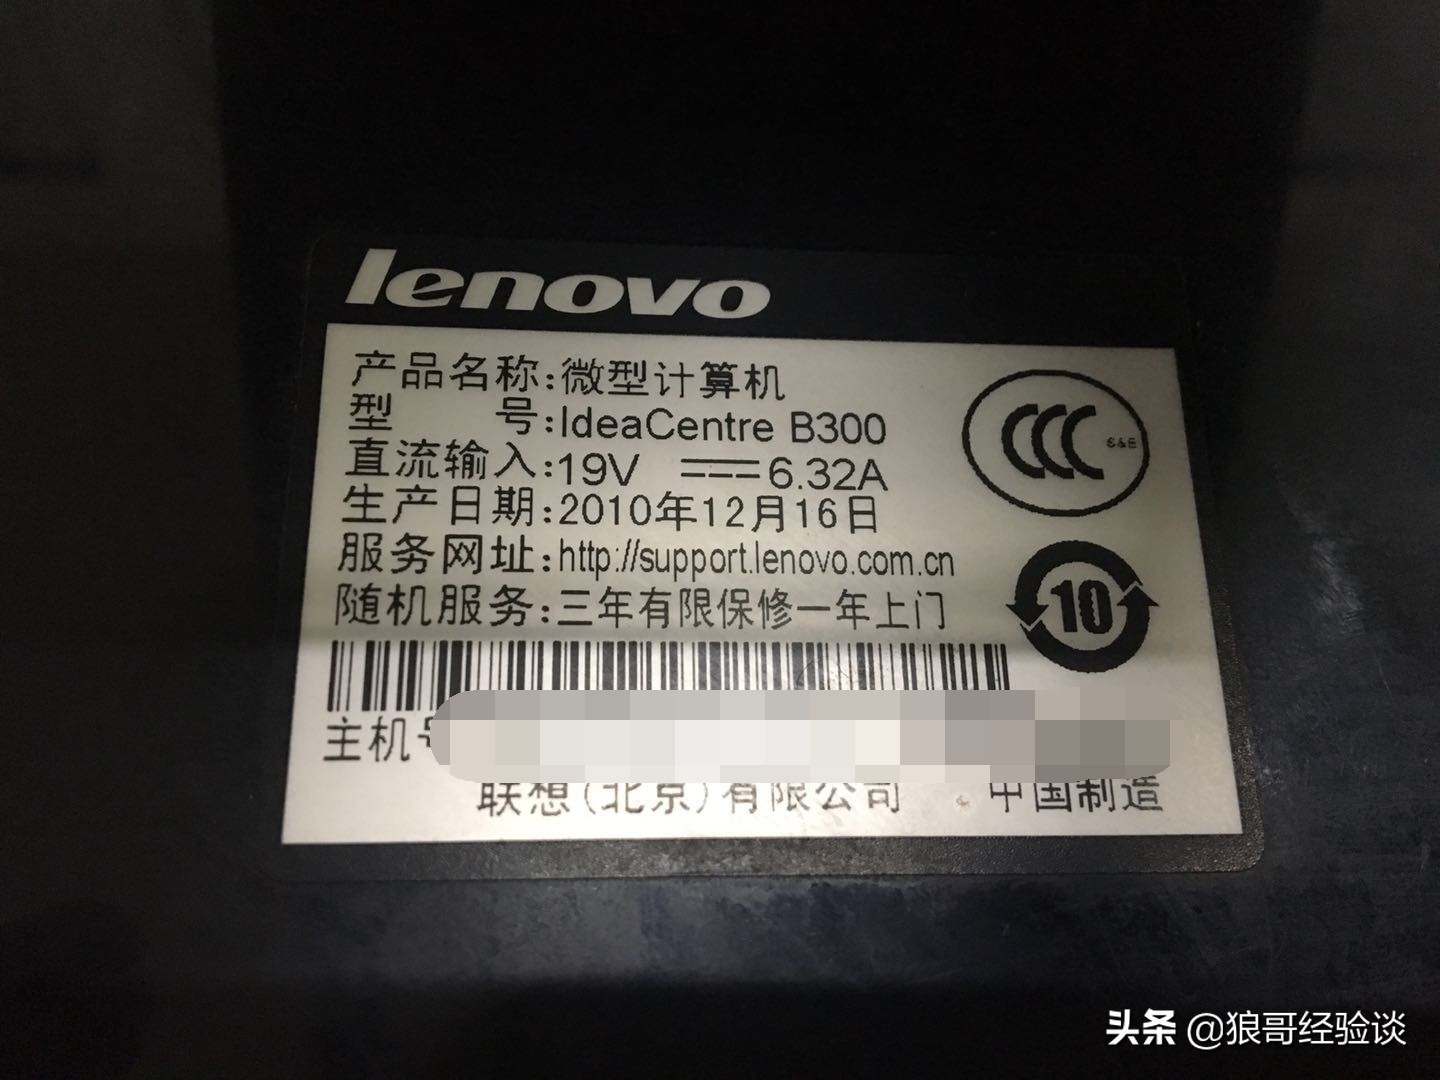 lenovo
产品名称:微型计算机
型 号:IdeaCentre B300
直流输入:19V ⎓ 6.32A
生产日期:2010年12月16日
服务网址:http://support.lenovo.com.cn
随机服务:三年有限保修一年上门
CCC S&E
10
主机号
联想(北京)有限公司 中国制造
头条 @狼哥经验谈